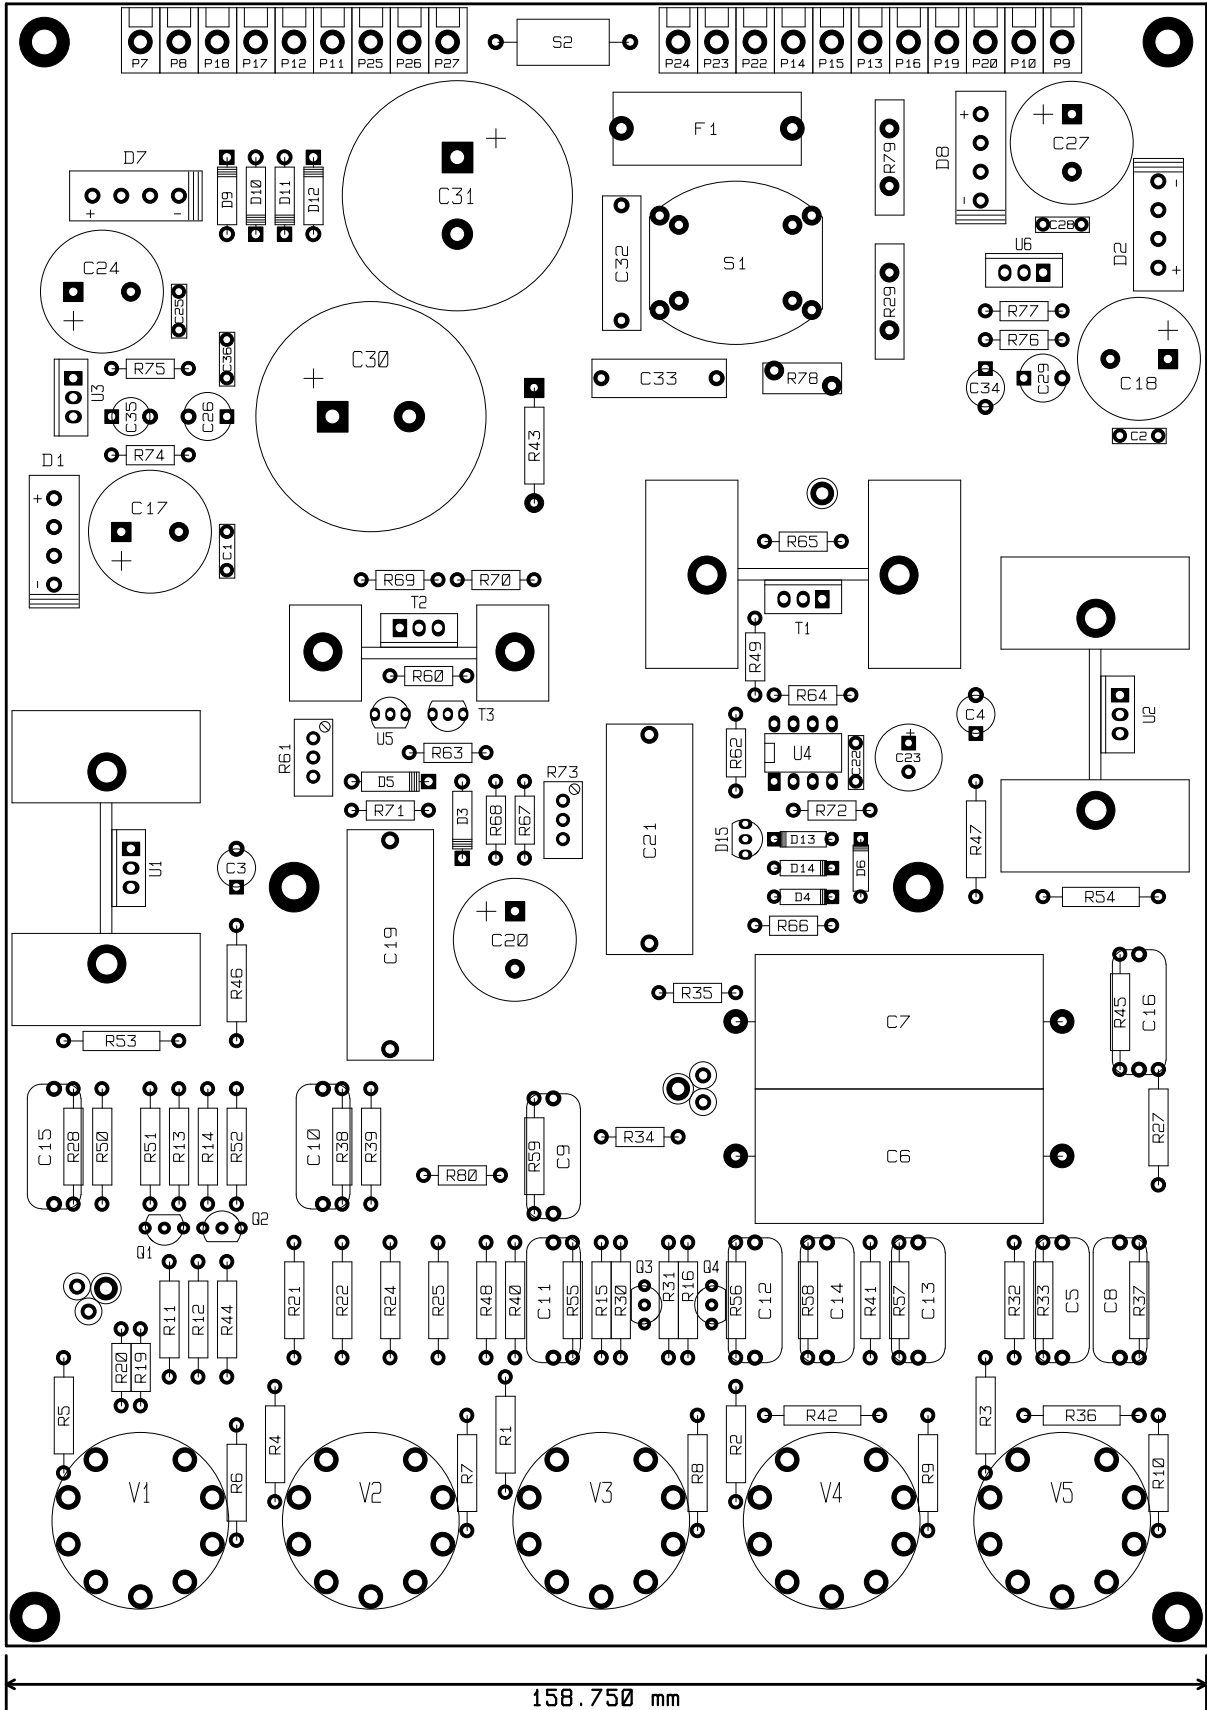 P7 P8 P18 P17 P12 P11 P25 P26 P27 S2 P24 P23 P22 P14 P15 P13 P16 P19 P20 P10 P9
F1 R79 D8 + - C27 +
D7 + - D9 D10 D11 D12 C31 + C32 S1 C28 U6 D2 - +
C24 + C25 R29 R77
C36 R75 C30 + C33 R78 R76 C34 C29 C18 +
U3 C35 C26 R43 C2
R74
D1 + - C17 + C1 R65
R69 R70
T2 T1
R60 R49
U5 T3 R64 C4 U2
R61 R63 R62 U4 C22 C23 +
D5 R73
R71 D3 R68 R67 C21 R72 R47
U1 C3 D15 D13 D6
D14
D4 R54
C19 C20 + R66
R46 R35 C7 R45 C16
R53
C15 R28 R50 R51 R13 R14 R52 C10 R38 R39 R59 C9 R34 C6 R27
R80
Q1 Q2
R21 R22 R24 R25 R48 R40 C11 R55 R15 R30 Q3 R31 R16 Q4 R56 C12 R58 C14 R41 R57 C13 R32 R33 C5 C8 R37
R11 R12 R44
R20 R19
R5 R4 R1 R2 R42 R3 R36
R6 R7 R8 R9 R10
V1 V2 V3 V4 V5
158.750 mm